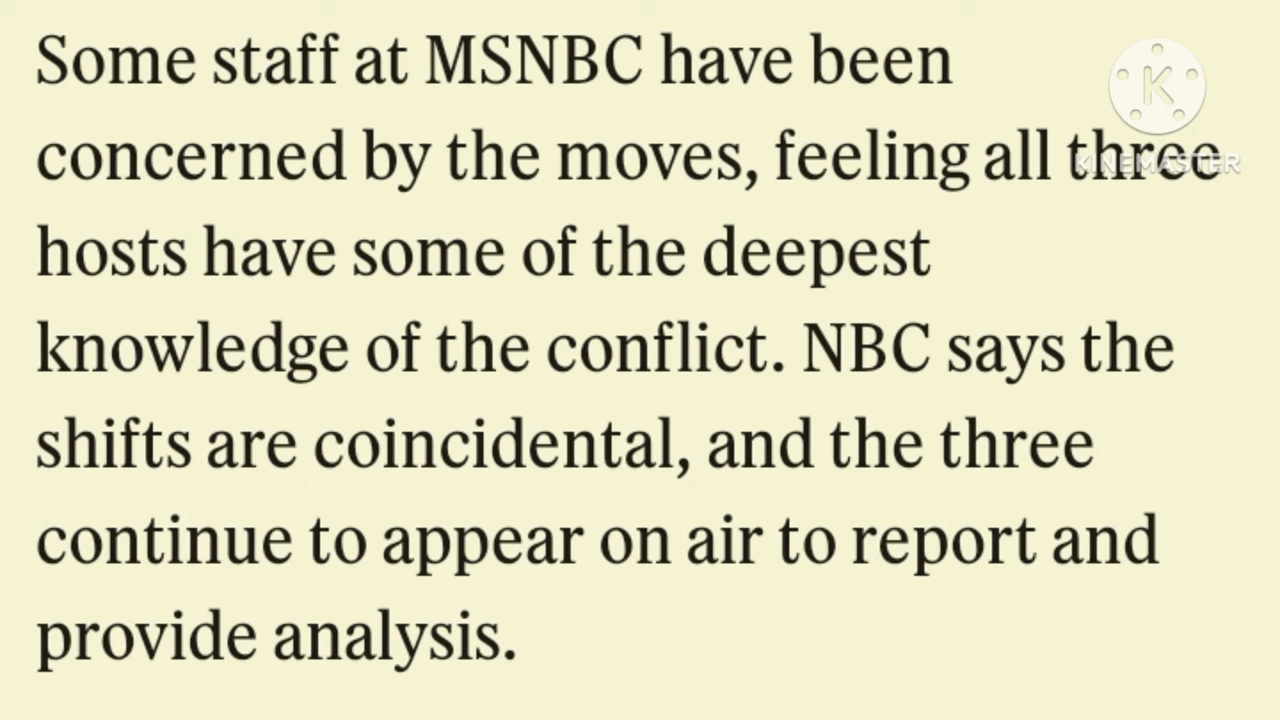 Some staff at MSNBC have been
concerned by the moves, feeling all three
hosts have some of the deepest
knowledge of the conflict. NBC says the
shifts are coincidental, and the three
continue to appear on air to report and
provide analysis.
K
KINEMASTER